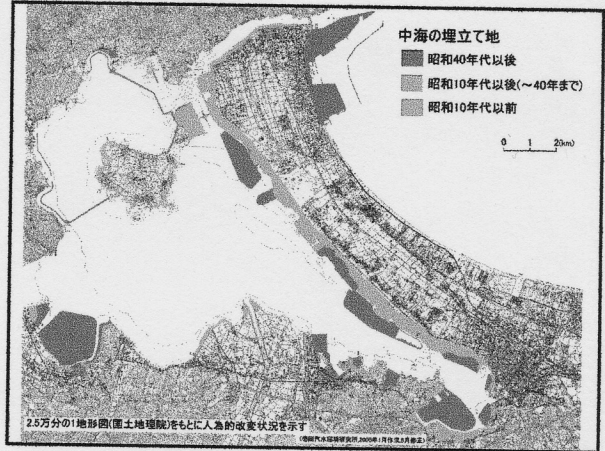 中海の埋立て地
昭和40年代以後
昭和10年代以後(~40年まで)
昭和10年代以前
0 1 2(km)
2.5万分の1地形図(国土地理院)をもとに人為的改変状況を示す